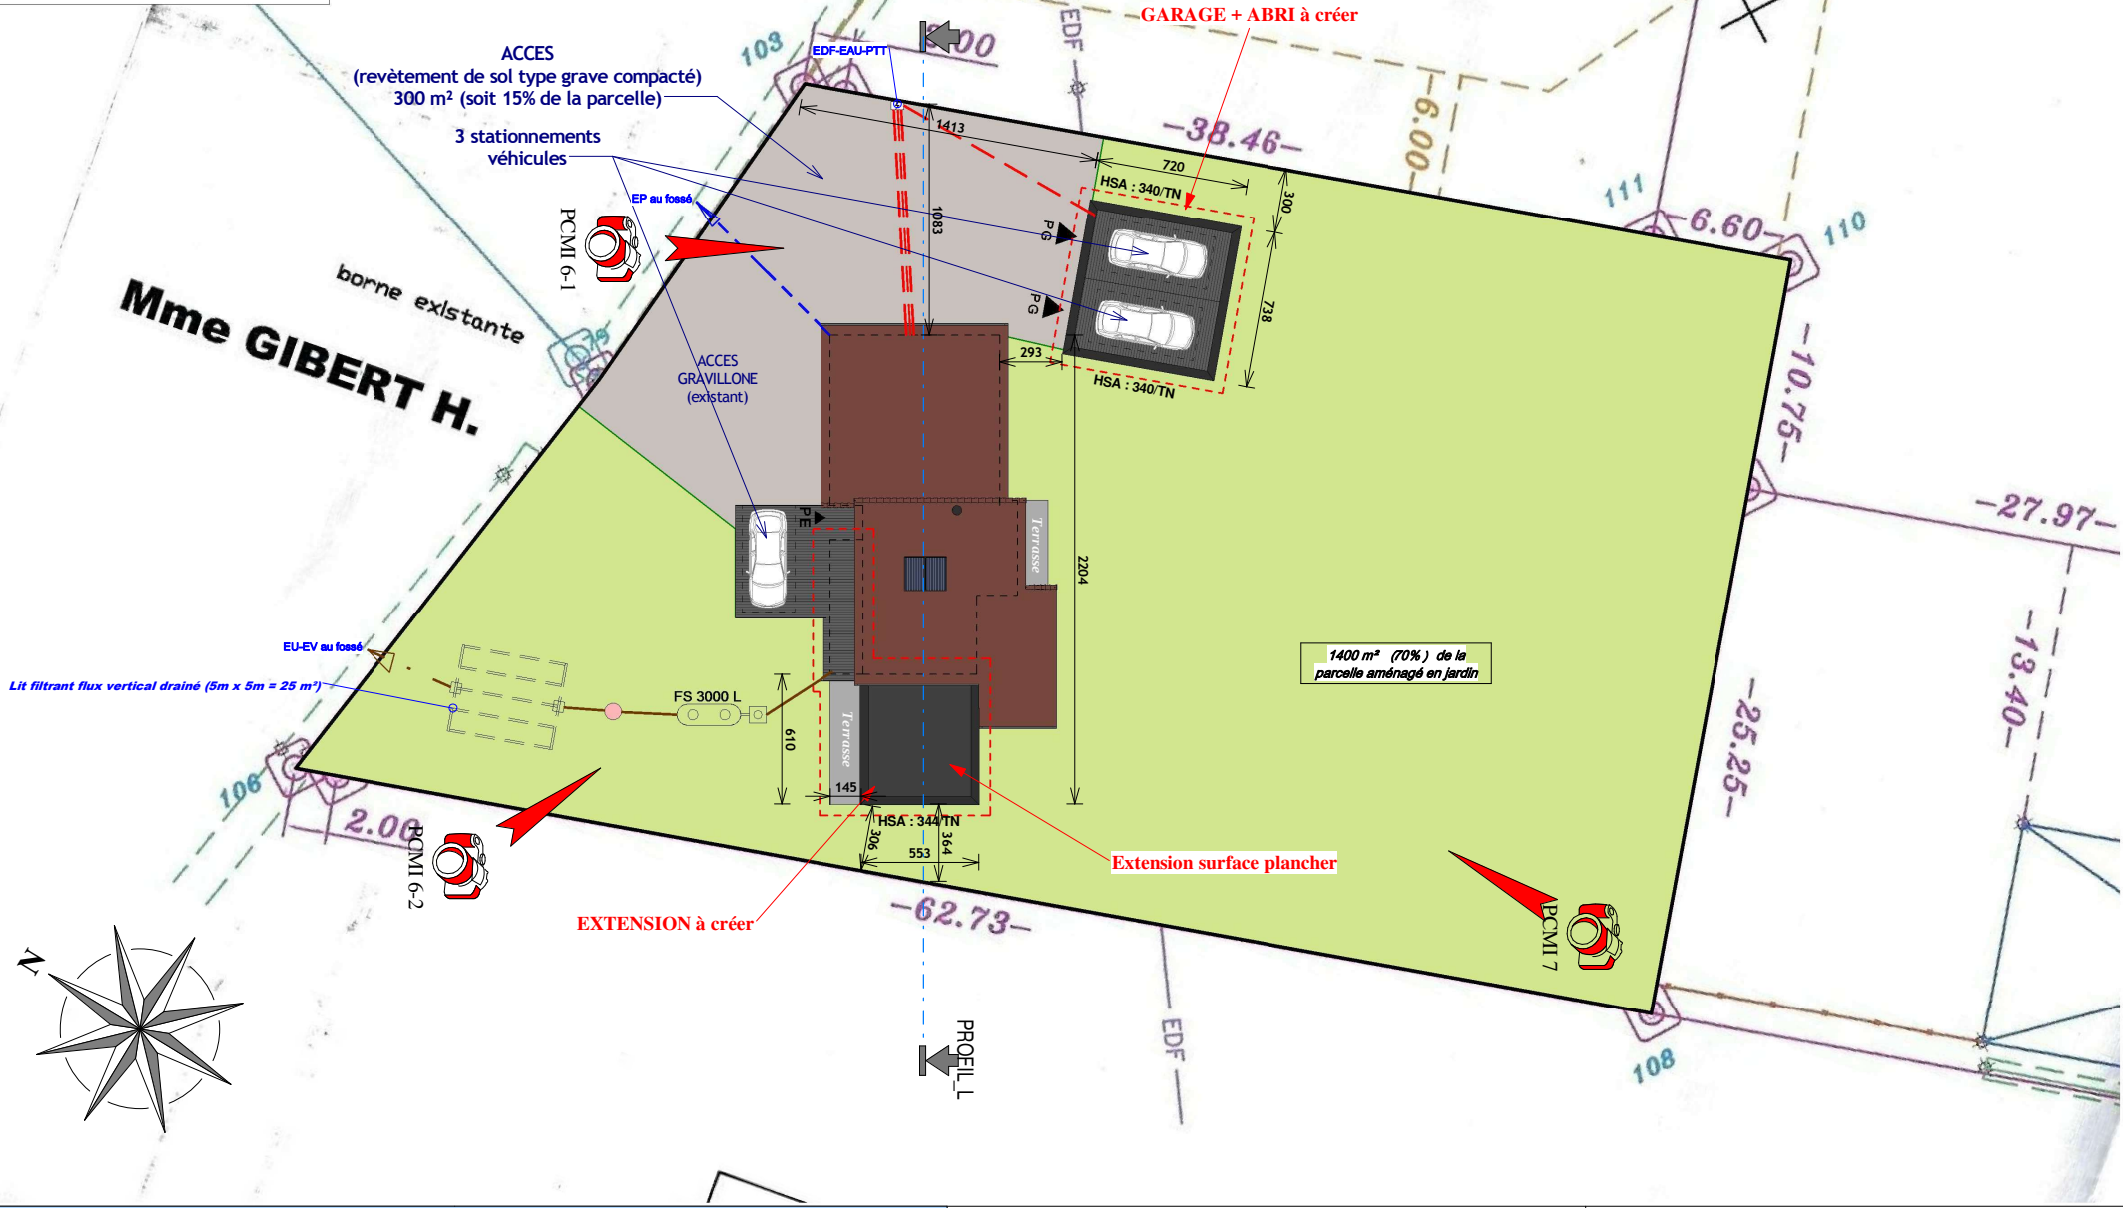 GARAGE + ABRI à créer
103
EDF-EAU-PTT
EDF
ACCES
(revètement de sol type grave compacté)
300 m² (soit 15% de la parcelle)
3 stationnements
véhicules
1413
-38.46-
-6.00-
720
HSA : 340/TN
300
111
-6.60-
110
EP au fossé
PCMI 6-1
1083
PG
PG
738
borne existante
Mme GIBERT H.
ACCES
GRAVILLONE
(existant)
293
HSA : 340/TN
-10.75-
-27.97-
PE
Terrasse
2204
-13.40-
EU-EV au fossé
Lit filtrant flux vertical drainé (5m x 5m = 25 m²)
FS 3000 L
610
Terrasse
145
1400 m² (70% ) de la
parcelle aménagé en jardin
-25.25-
106
2.00
PCMI 6-2
HSA : 344/TN
306
553
364
Extension surface plancher
EXTENSION à créer
-62.73-
PCMI 7
N
PROFIL_L
EDF
108